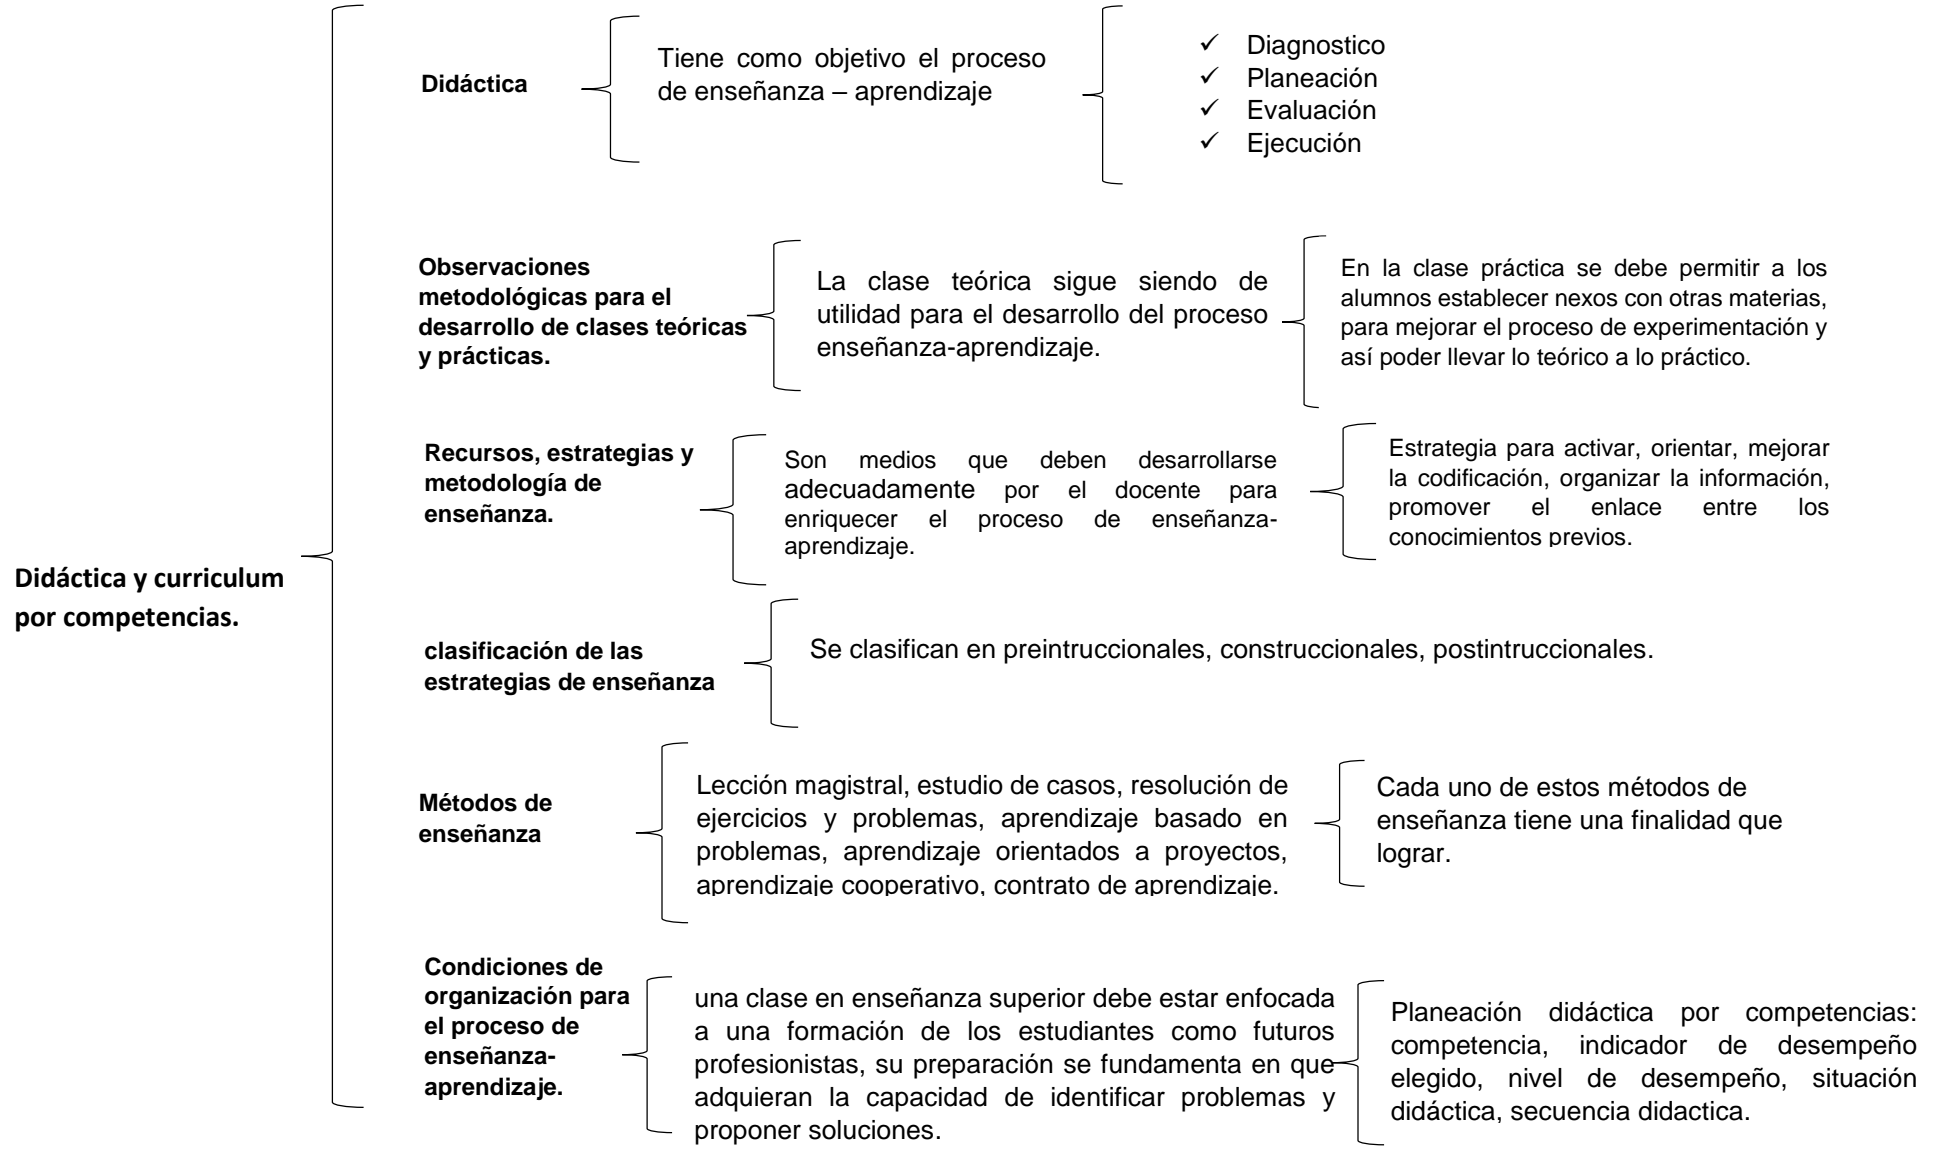 Didáctica y curriculum
por competencias.
Didáctica
Tiene como objetivo el proceso
de enseñanza – aprendizaje
✓ Diagnostico
✓ Planeación
✓ Evaluación
✓ Ejecución
Observaciones
metodológicas para el
desarrollo de clases teóricas
y prácticas.
La clase teórica sigue siendo de
utilidad para el desarrollo del proceso
enseñanza-aprendizaje.
En la clase práctica se debe permitir a los
alumnos establecer nexos con otras materias,
para mejorar el proceso de experimentación y
así poder llevar lo teórico a lo práctico.
Recursos, estrategias y
metodología de
enseñanza.
Son medios que deben desarrollarse
adecuadamente por el docente para
enriquecer el proceso de enseñanza-
aprendizaje.
Estrategia para activar, orientar, mejorar
la codificación, organizar la información,
promover el enlace entre los
conocimientos previos.
clasificación de las
estrategias de enseñanza
Se clasifican en preintruccionales, construccionales, postintruccionales.
Métodos de
enseñanza
Lección magistral, estudio de casos, resolución de
ejercicios y problemas, aprendizaje basado en
problemas, aprendizaje orientados a proyectos,
aprendizaje cooperativo, contrato de aprendizaje.
Cada uno de estos métodos de
enseñanza tiene una finalidad que
lograr.
Condiciones de
organización para
el proceso de
enseñanza-
aprendizaje.
una clase en enseñanza superior debe estar enfocada
a una formación de los estudiantes como futuros
profesionistas, su preparación se fundamenta en que
adquieran la capacidad de identificar problemas y
proponer soluciones.
Planeación didáctica por competencias:
competencia, indicador de desempeño
elegido, nivel de desempeño, situación
didáctica, secuencia didactica.